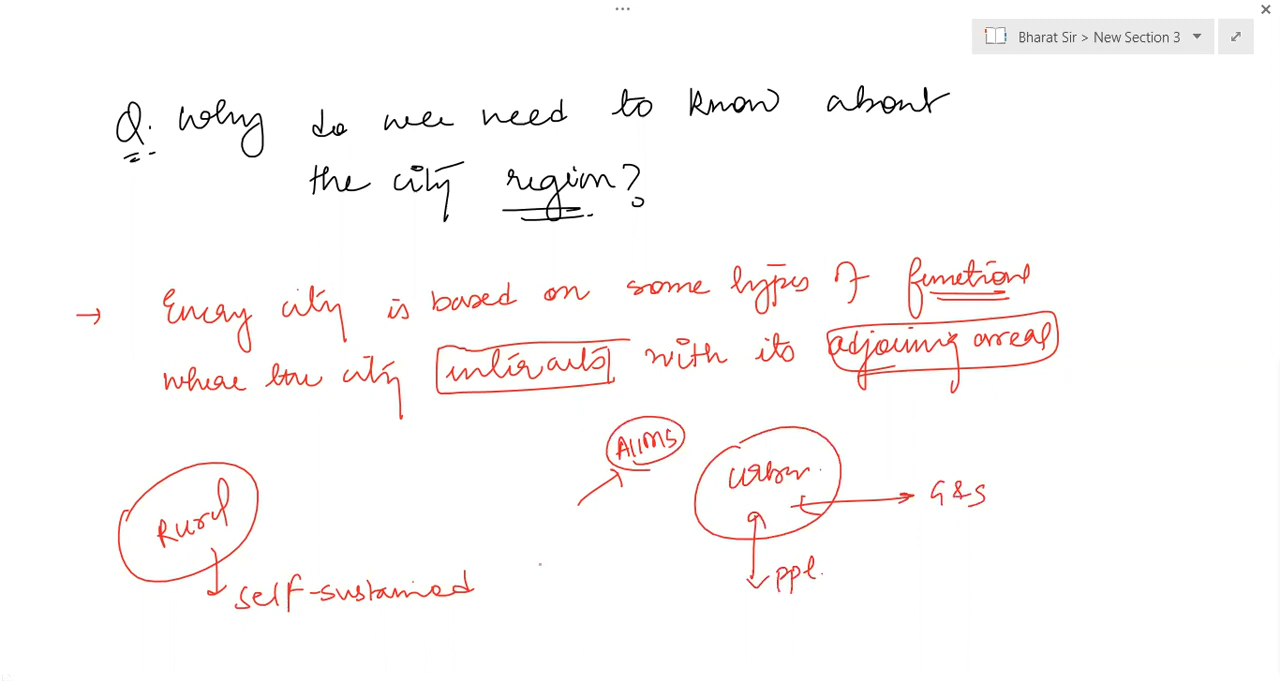 Bharat Sir > New Section 3
Q. Why do we need to know about
the city region?
→ Every city is based on some types of functions
where the city interacts with its adjoining areas
AIIMS
Urban
Rural
G&S
ppl.
self-sustained